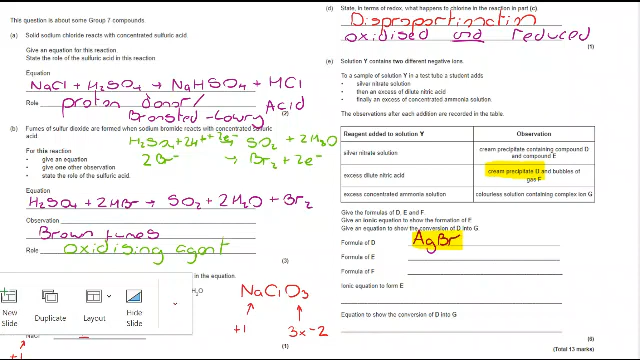 This question is about some Group 7 compounds.
(a) Solid sodium chloride reacts with concentrated sulfuric acid.
Give an equation for this reaction
State the role of the sulfuric acid in this reaction.
Equation
NaCl + H₂SO₄ → NaHSO₄ + HCl
Role proton donor/
Bronsted-Lowry Acid
(2)
(b) Fumes of sulfur dioxide are formed when sodium bromide reacts with concentrated sulfuric
acid.
H₂SO₄ + 2H⁺ + 2e⁻ SO₂ + 2H₂O
For this reaction
2Br⁻ → Br₂ + 2e⁻
• give an equation
• give one other observation
• state the role of the sulfuric acid.
Equation
H₂SO₄ + 2HBr → SO₂ + 2H₂O + Br₂
Observation
Brown fumes
Role oxidising agent
(3)
in the equation
H₂O
NaClO₃
+1 3x-2
(1)
New
Slide
Duplicate
Layout
Reset
NaCl
+1
(d) State, in terms of redox, what happens to chlorine in the reaction in part (c)
Disproportionation
oxidised and reduced
(1)
(e) Solution Y contains two different negative ions.
To a sample of solution Y in a test tube a student adds
• silver nitrate solution
• then an excess of dilute nitric acid
• finally an excess of concentrated ammonia solution.
The observations after each addition are recorded in the table.
Reagent added to solution Y Observation
silver nitrate solution cream precipitate containing compound D
and compound E
excess dilute nitric acid cream precipitate D and bubbles of
gas F
excess concentrated ammonia solution colourless solution containing complex ion G
Give the formulas of D, E and F
Give an ionic equation to show the formation of E
Give an equation to show the conversion of D into G.
Formula of D AgBr
Formula of E
Formula of F
Ionic equation to form E
Equation to show the conversion of D into G
(6)
(Total 13 marks)